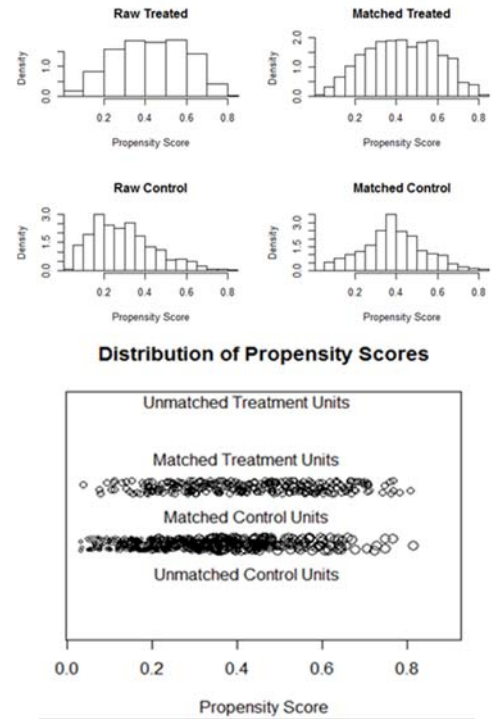 Raw Treated
Matched Treated
Density
0.0 1.0
0.2 0.4 0.6 0.8
Propensity Score
Density
0.0 1.0 2.0
0.2 0.4 0.6 0.8
Propensity Score
Raw Control
Matched Control
Density
0.0 1.5 3.0
0.2 0.4 0.6 0.8
Propensity Score
Density
0.0 1.5 3.0
0.2 0.4 0.6 0.8
Propensity Score
Distribution of Propensity Scores
Unmatched Treatment Units
Matched Treatment Units
Matched Control Units
Unmatched Control Units
0.0 0.2 0.4 0.6 0.8
Propensity Score